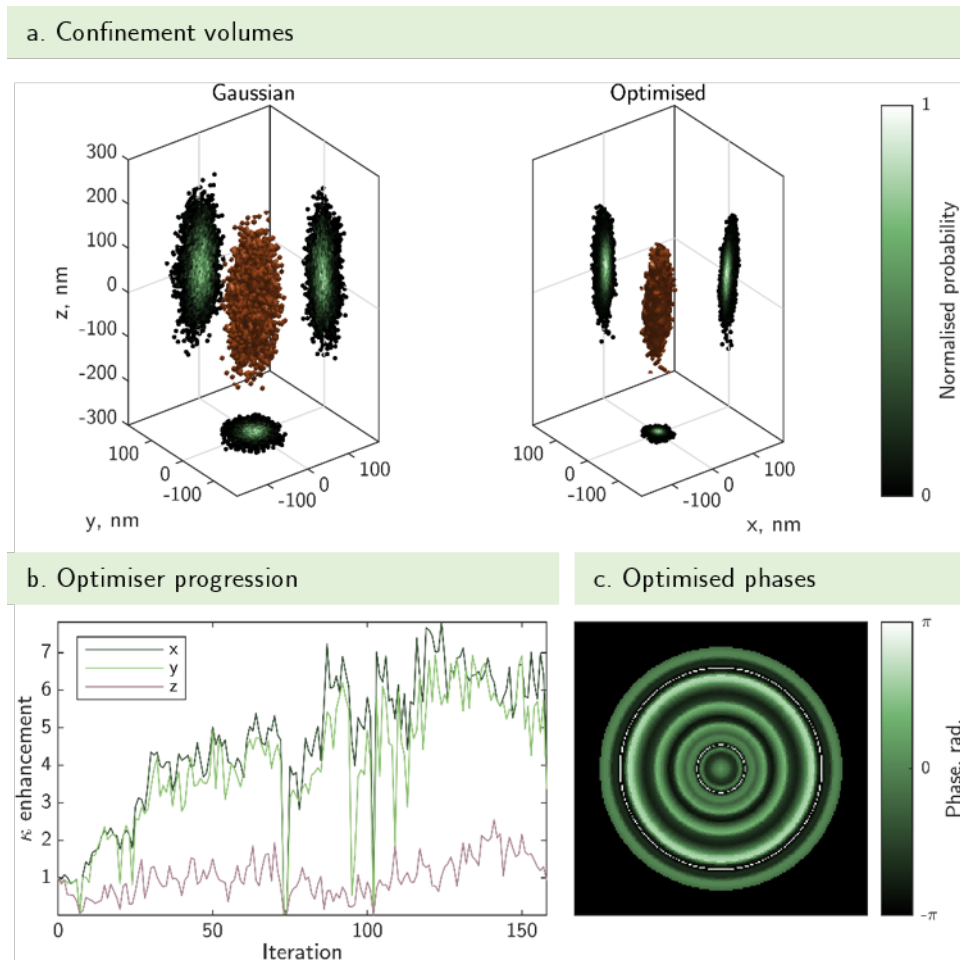 a. Confinement volumes
Gaussian
Optimised
300
200
100
0
-100
-200
-300
z, nm
100
0
-100
y, nm
-100
0
100
100
0
-100
-100
0
100
x, nm
1
0
Normalised probability
b. Optimiser progression
c. Optimised phases
x
y
z
7
6
5
4
3
2
1
κ enhancement
0
50
100
150
Iteration
π
0
-π
Phase, rad.